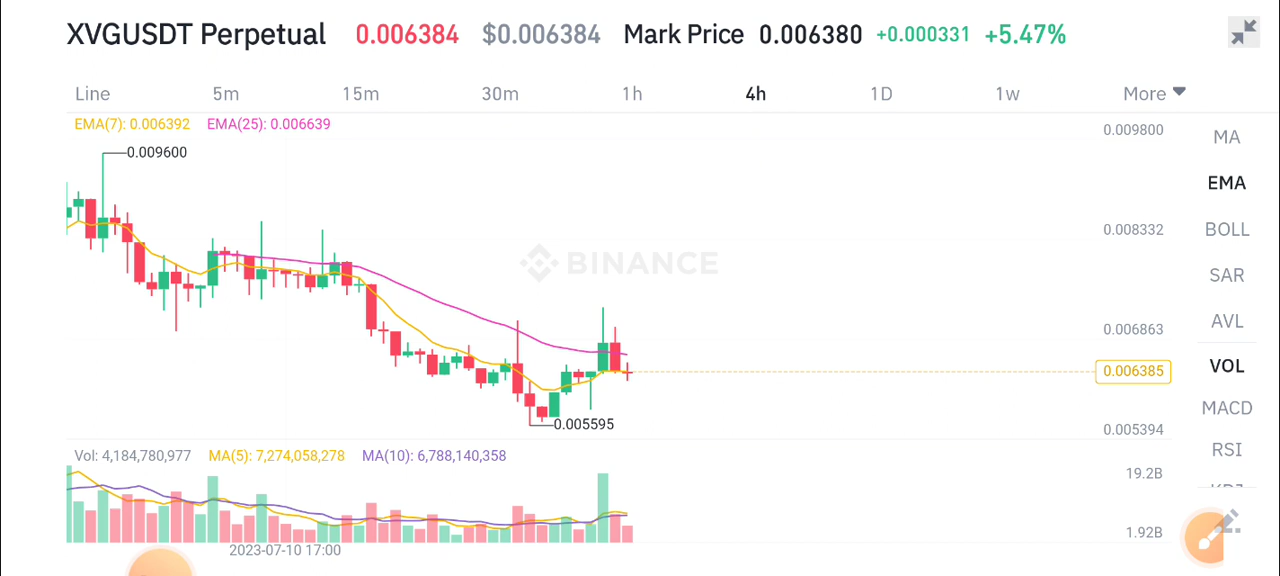 XVGUSDT Perpetual 0.006384 $0.006384 Mark Price 0.006380 +0.000331 +5.47%
Line 5m 15m 30m 1h 4h 1D 1w More
EMA(7): 0.006392 EMA(25): 0.006639
0.009800
MA
0.009600
EMA
0.008332
BOLL
BINANCE
SAR
AVL
0.006863
VOL
0.006385
MACD
0.005595
0.005394
RSI
Vol: 4,184,780,977 MA(5): 7,274,058,278 MA(10): 6,788,140,358
19.2B
1.92B
2023-07-10 17:00